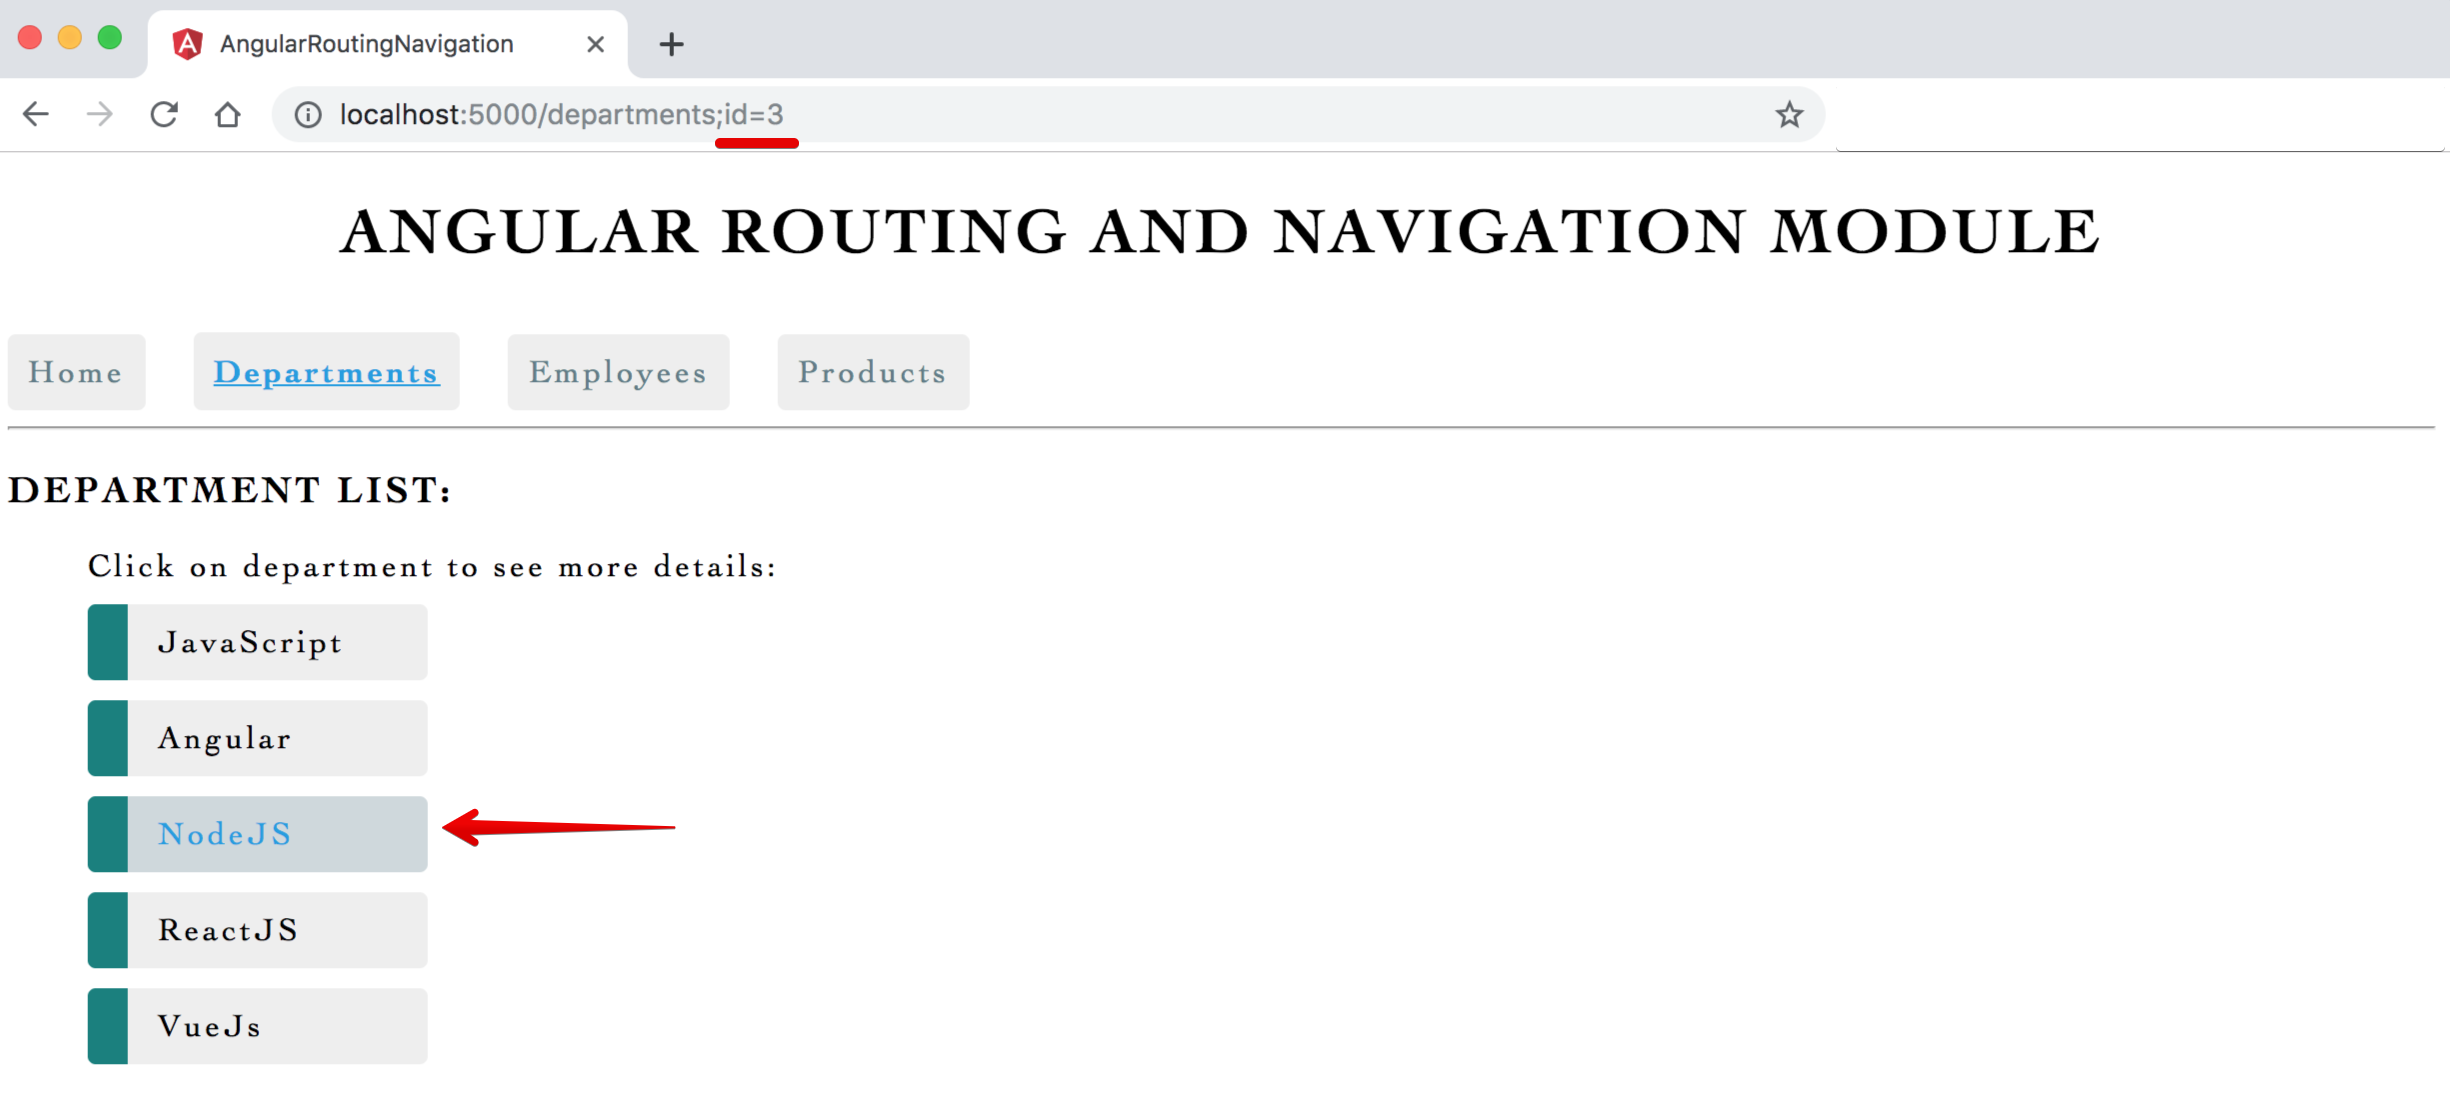 AngularRoutingNavigation
localhost:5000/departments;id=3
ANGULAR ROUTING AND NAVIGATION MODULE
Home Departments Employees Products
DEPARTMENT LIST:
Click on department to see more details:
JavaScript
Angular
NodeJS
ReactJS
VueJs